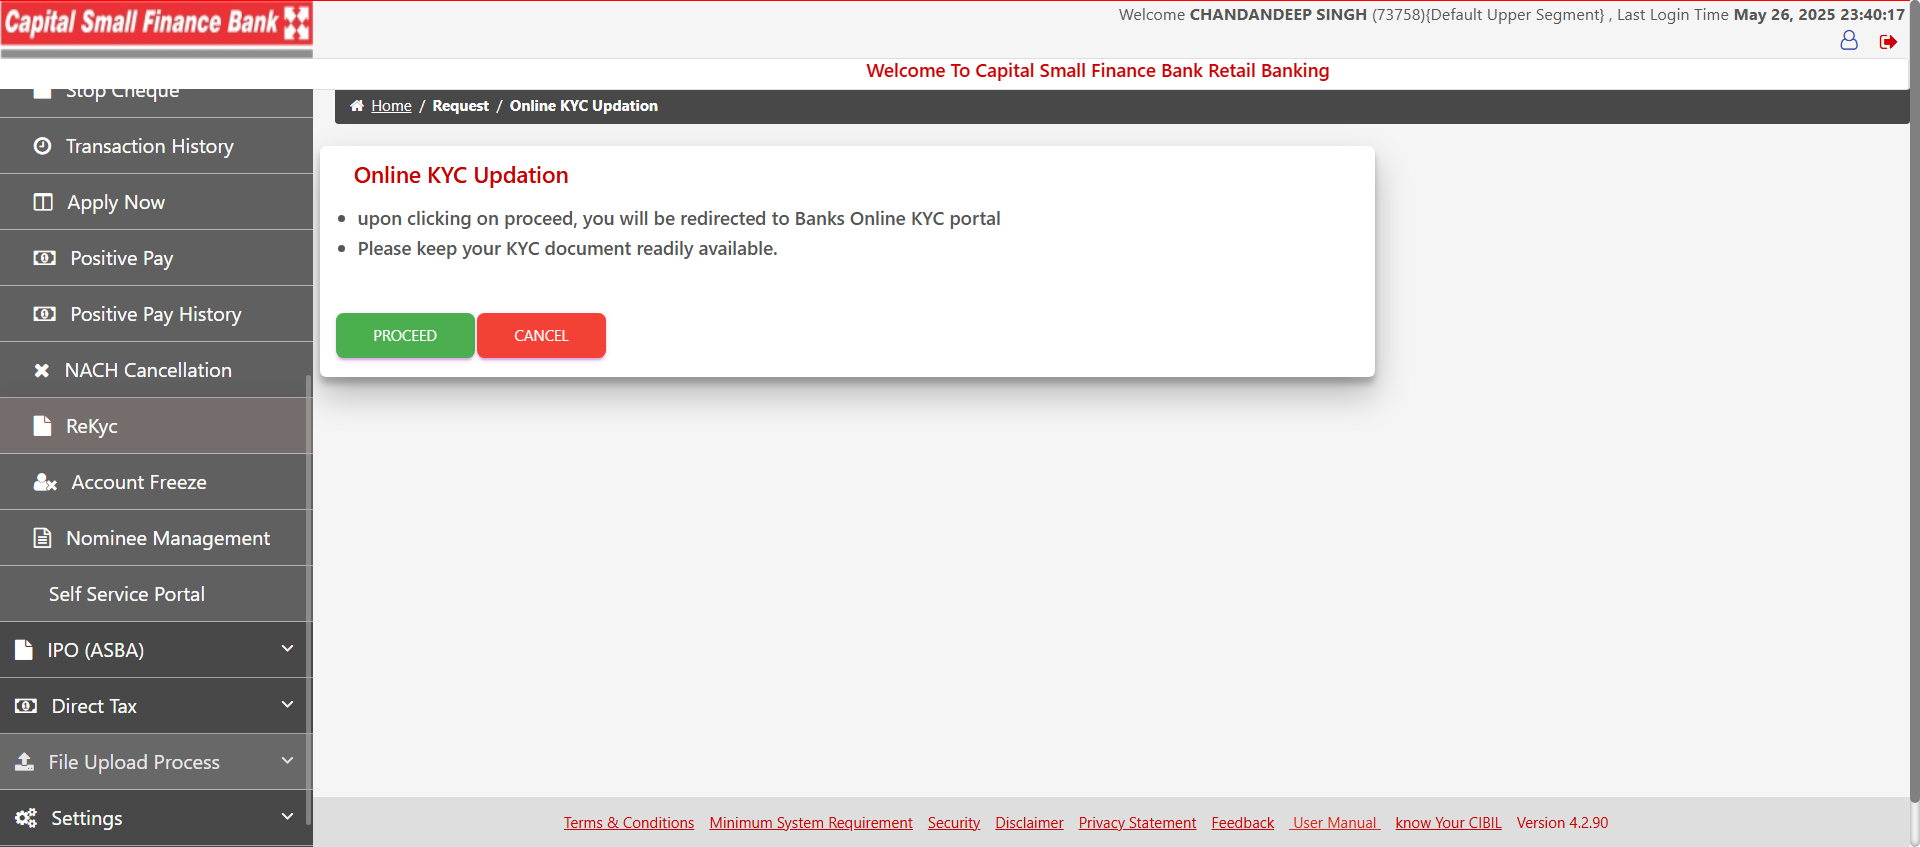 Capital Small Finance Bank
Welcome CHANDANDEEP SINGH (73758){Default Upper Segment} , Last Login Time May 26, 2025 23:40:17
Welcome To Capital Small Finance Bank Retail Banking
Home / Request / Online KYC Updation
Stop Cheque
Transaction History
Apply Now
Positive Pay
Positive Pay History
NACH Cancellation
ReKyc
Account Freeze
Nominee Management
Self Service Portal
IPO (ASBA)
Direct Tax
File Upload Process
Settings
Online KYC Updation
upon clicking on proceed, you will be redirected to Banks Online KYC portal
Please keep your KYC document readily available.
PROCEED CANCEL
Terms & Conditions Minimum System Requirement Security Disclaimer Privacy Statement Feedback User Manual know Your CIBIL Version 4.2.90